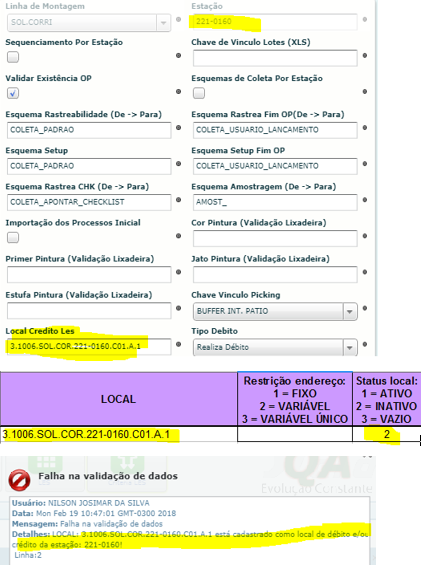 Linha de Montagem Estação
SOL.CORRI 221-0160
Sequenciamento Por Estação Chave de Vinculo Lotes (XLS)
Validar Existência OP Esquemas de Coleta Por Estação
Esquema Rastreabilidade (De -> Para) Esquema Rastrea Fim OP(De -> Para)
COLETA_PADRAO COLETA_USUARIO_LANCAMENTO
Esquema Setup Esquema Setup Fim OP
COLETA_PADRAO COLETA_USUARIO_LANCAMENTO
Esquema Rastrea CHK (De -> Para) Esquema Amostragem (De -> Para)
COLETA_APONTAR_CHECKLIST AMOST_
Importação dos Processos Inicial Cor Pintura (Validação Lixadeira)
Primer Pintura (Validação Lixadeira) Jato Pintura (Validação Lixadeira)
Estufa Pintura (Validação Lixadeira) Chave Vinculo Picking
BUFFER INT. PATIO
Local Credito Les Tipo Debito
3.1006.SOL.COR.221-0160.C01.A.1 Realiza Débito
LOCAL Restrição endereço: Status local:
1 = FIXO 1 = ATIVO
2 = VARIÁVEL 2 = INATIVO
3 = VARIÁVEL ÚNICO 3 = VAZIO
3.1006.SOL.COR.221-0160.C01.A.1 2
Falha na validação de dados
Evolução Constante
Usuário: NILSON JOSIMAR DA SILVA
Data: Mon Feb 19 10:47:01 GMT-0300 2018
Mensagem: Falha na validação de dados
Detalhes: LOCAL: 3.1006.SOL.COR.221-0160.C01.A.1 está cadastrado como local de débito e/ou
crédito da estação: 221-0160!
Linha:2